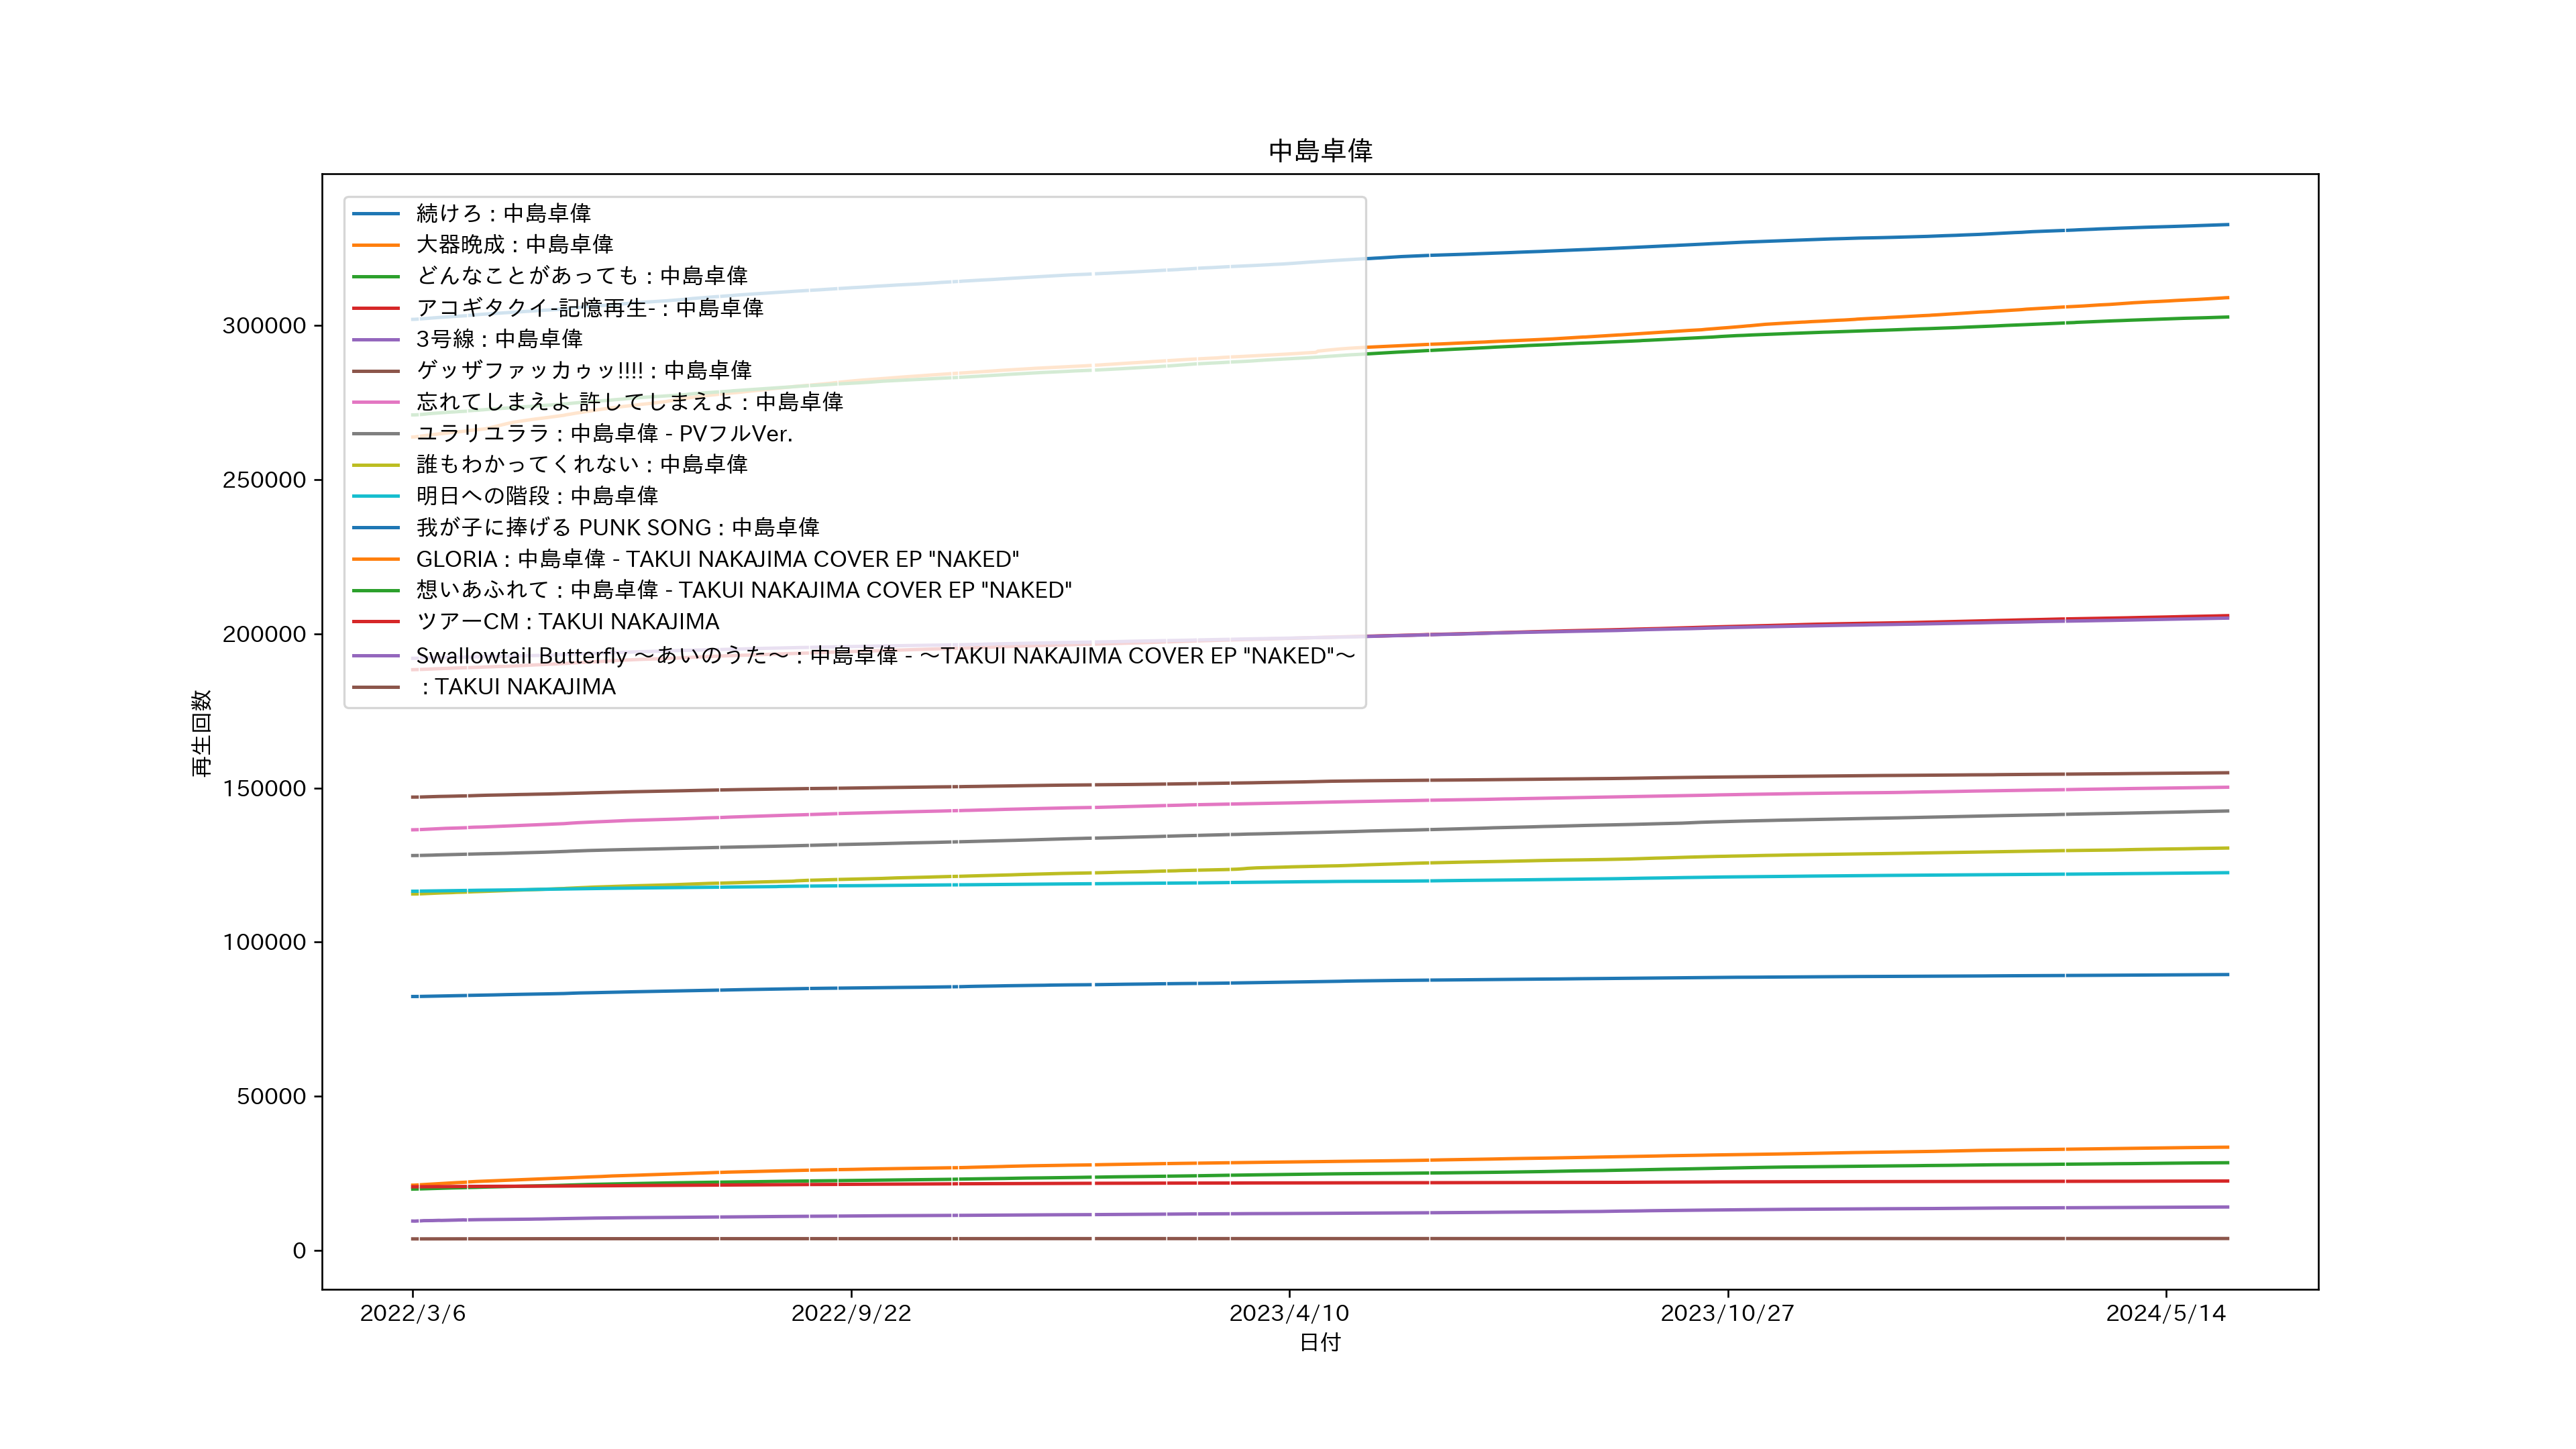 中島卓偉
続けろ : 中島卓偉
大器晩成 : 中島卓偉
どんなことがあっても : 中島卓偉
アコギタクイ-記憶再生- : 中島卓偉
3号線 : 中島卓偉
ゲッザファッカゥッ!!!! : 中島卓偉
忘れてしまえよ 許してしまえよ : 中島卓偉
ユラリユララ : 中島卓偉 - PVフルVer.
誰もわかってくれない : 中島卓偉
明日への階段 : 中島卓偉
我が子に捧げる PUNK SONG : 中島卓偉
GLORIA : 中島卓偉 - TAKUI NAKAJIMA COVER EP "NAKED"
想いあふれて : 中島卓偉 - TAKUI NAKAJIMA COVER EP "NAKED"
ツアーCM : TAKUI NAKAJIMA
Swallowtail Butterfly 〜あいのうた〜 : 中島卓偉 - 〜TAKUI NAKAJIMA COVER EP "NAKED"〜
: TAKUI NAKAJIMA
再生回数
300000
250000
200000
150000
100000
50000
0
2022/3/6
2022/9/22
2023/4/10
2023/10/27
2024/5/14
日付